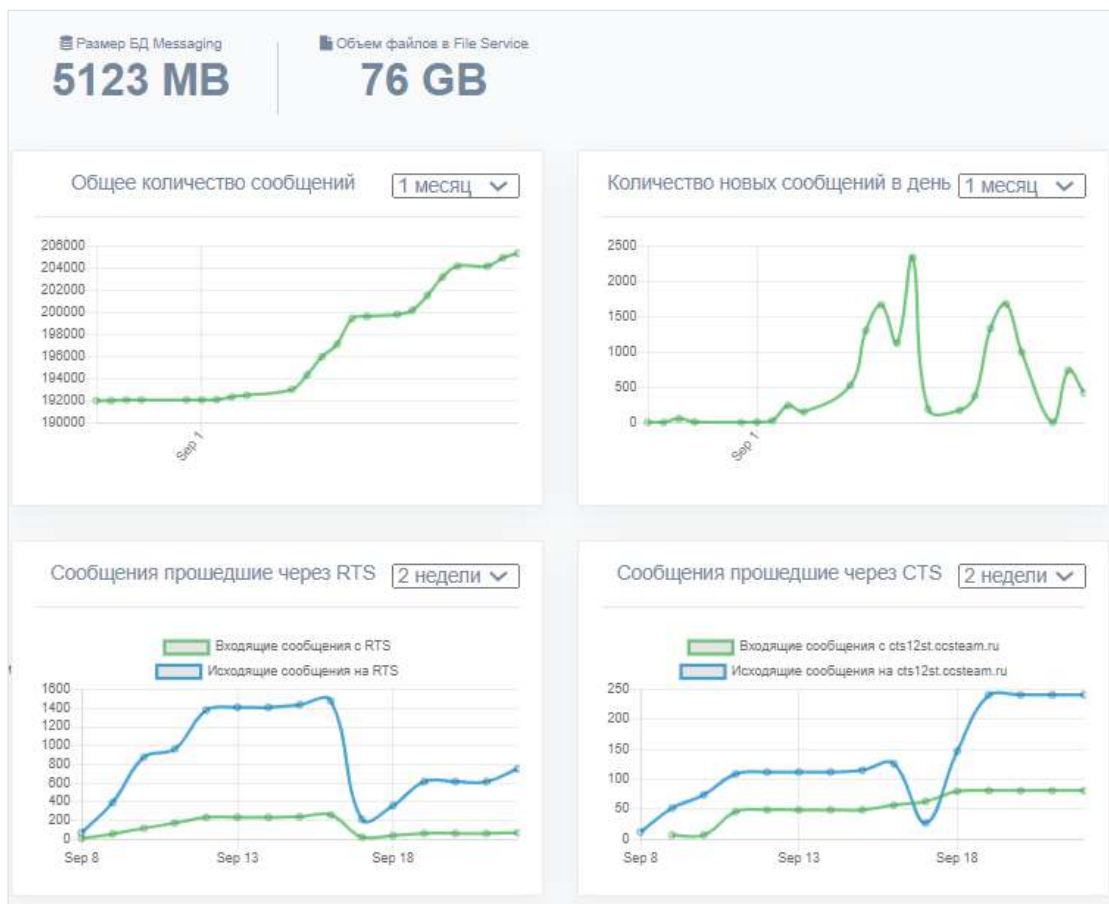 Размер БД Messaging
5123 MB
Объем файлов в File Service
76 GB
Общее количество сообщений
1 месяц
206000
204000
202000
200000
198000
196000
194000
192000
190000
Sep 1
Количество новых сообщений в день
1 месяц
2500
2000
1500
1000
500
0
Sep 1
Сообщения прошедшие через RTS
2 недели
Входящие сообщения с RTS
Исходящие сообщения на RTS
1600
1400
1200
1000
800
600
400
200
0
Sep 8
Sep 13
Sep 18
Сообщения прошедшие через CTS
2 недели
Входящие сообщения с cts12st.ccsteam.ru
Исходящие сообщения на cts12st.ccsteam.ru
250
200
150
100
50
0
Sep 8
Sep 13
Sep 18